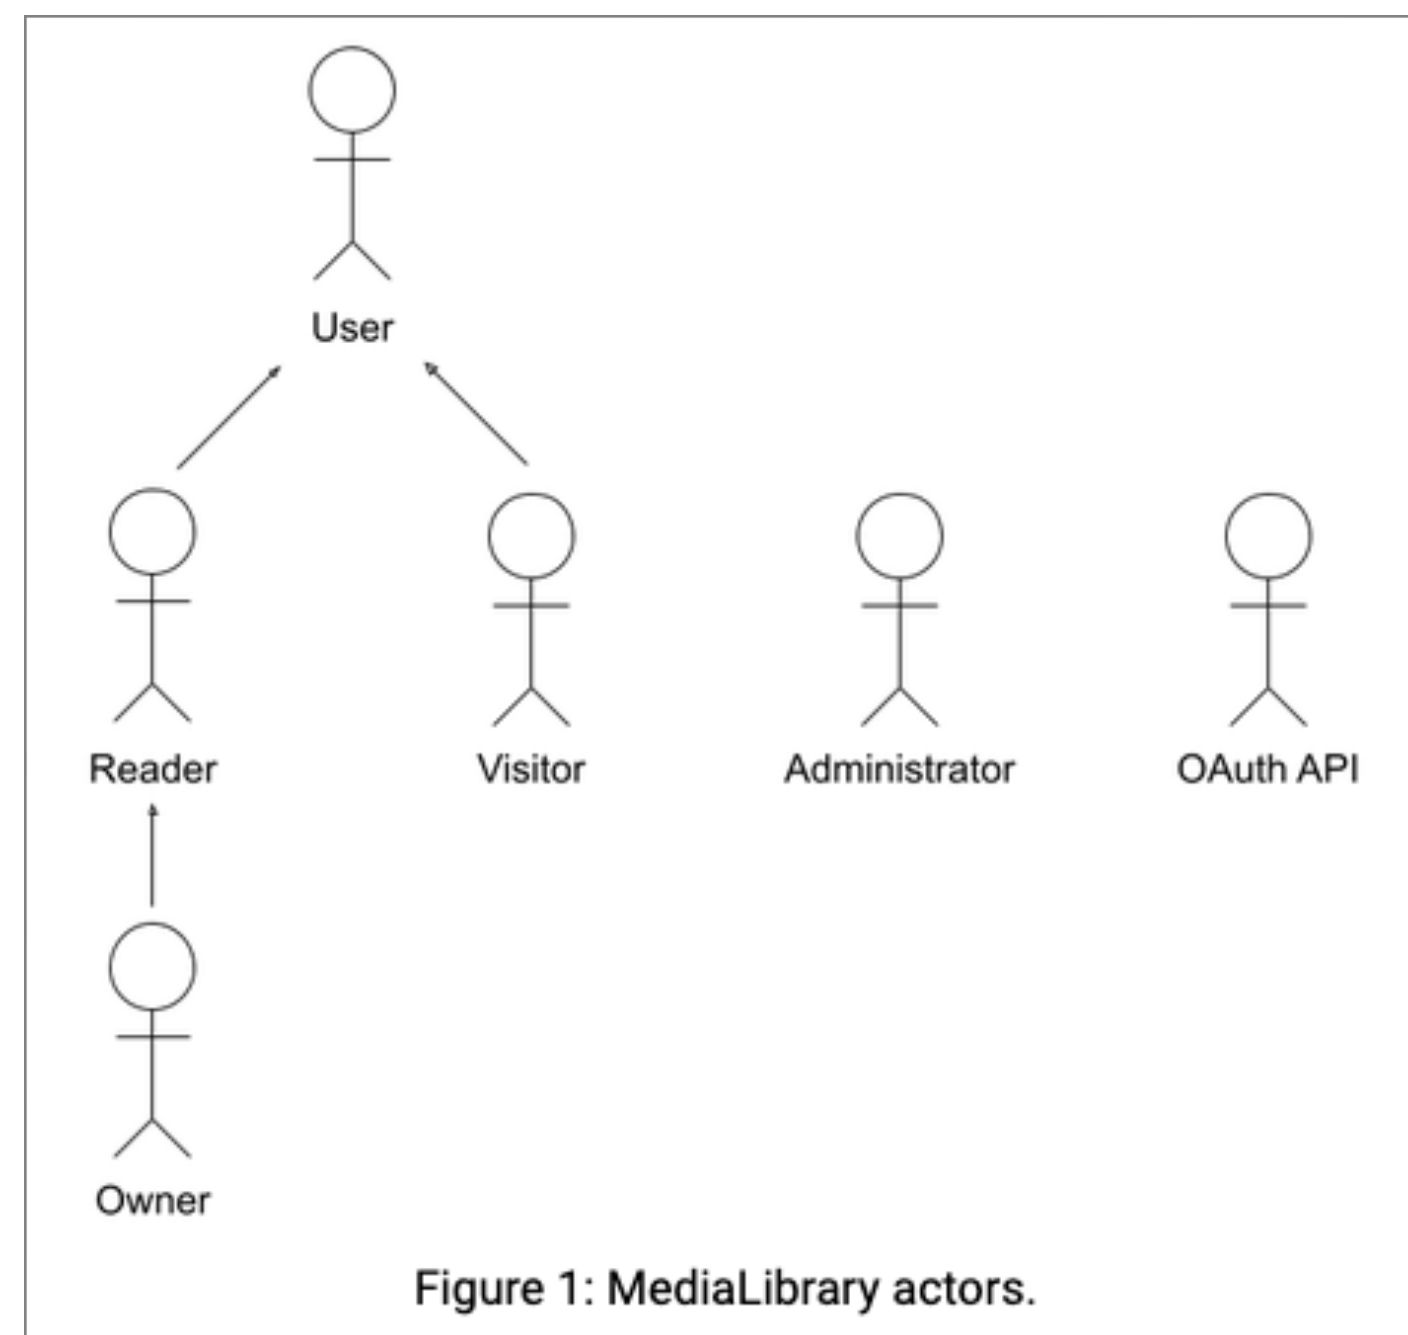 User
Reader
Visitor
Administrator
OAuth API
Owner
Figure 1: MediaLibrary actors.